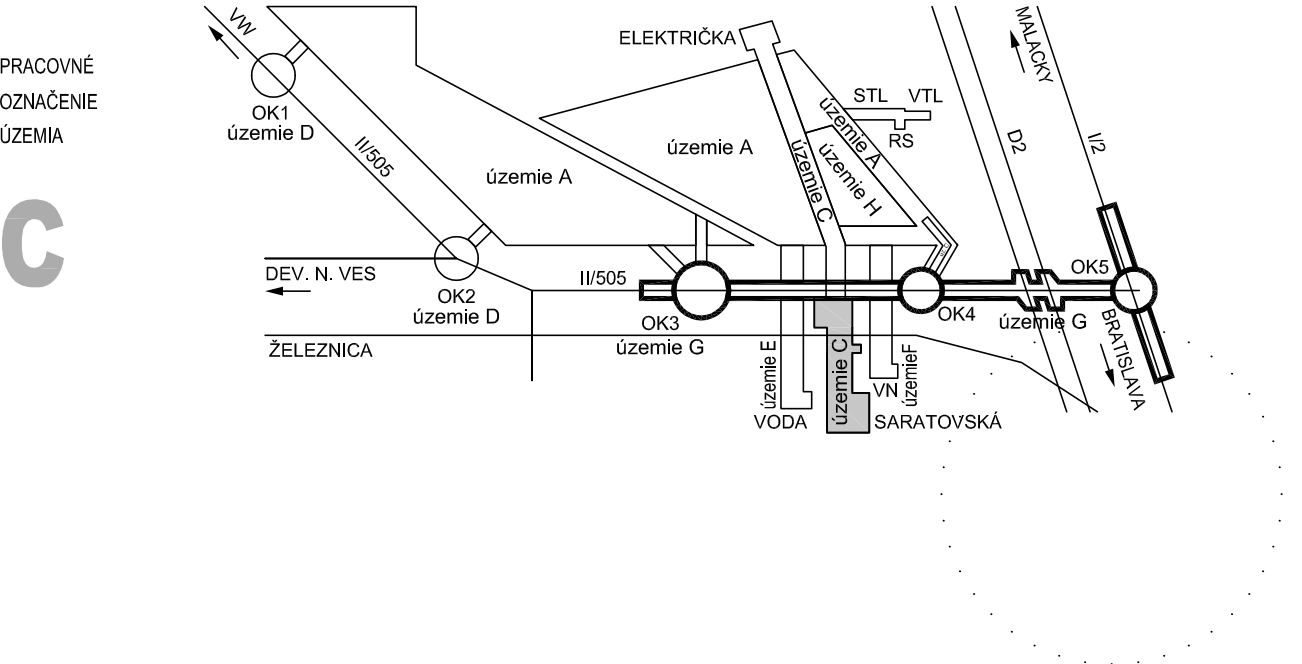 PRACOVNÉ
OZNAČENIE
ÚZEMIA
C
VW
OK1
územie D
II/505
DEV. N. VES
OK2
územie D
ŽELEZNICA
územie A
územie A
ELEKTRIČKA
územie C
územie A
územie H
STL VTL
RS
D2
MALACKY
I/2
II/505
OK3
územie G
OK4
OK5
územie G
BRATISLAVA
územie E
VODA
územie C
VN
územieF
SARATOVSKÁ